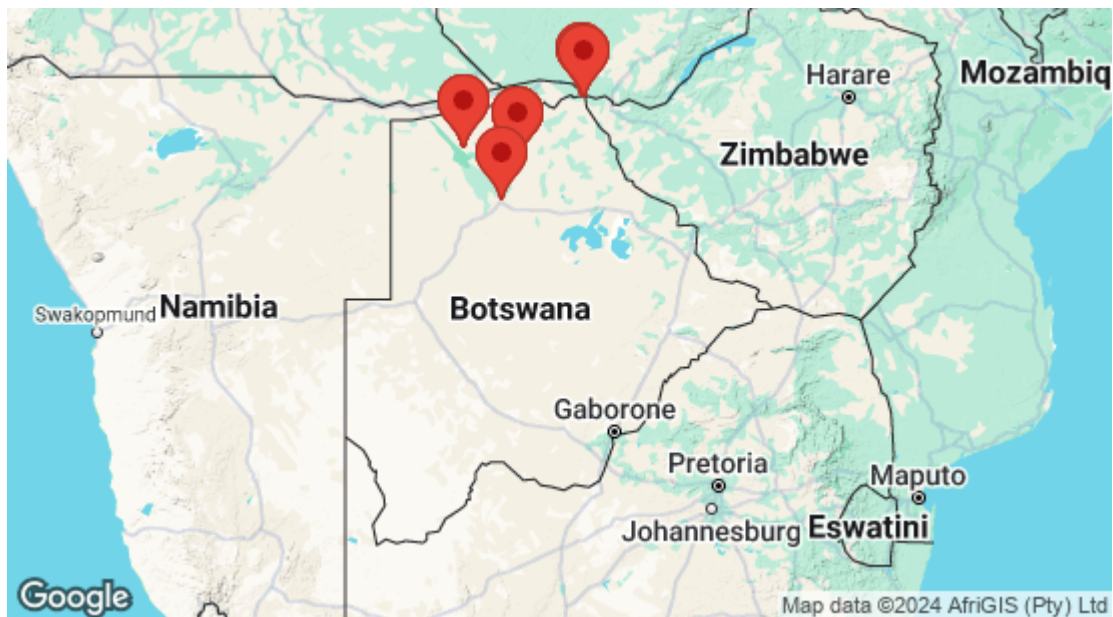 Harare
Mozambiq
Zimbabwe
Swakopmund
Namibia
Botswana
Gaborone
Pretoria
Maputo
Johannesburg
Eswatini
Google
Map data ©2024 AfriGIS (Pty) Ltd